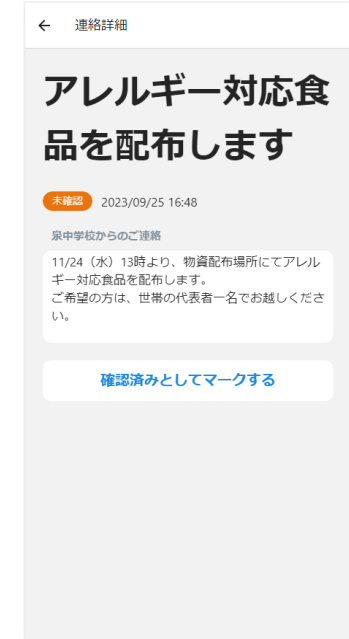 ← 連絡詳細
アレルギー対応食
品を配布します
未確認 2023/09/25 16:48
泉中学校からのご連絡
11/24（水）13時より、物資配布場所にてアレル
ギー対応食品を配布します。
ご希望の方は、世帯の代表者一名でお越しくださ
い。
確認済みとしてマークする